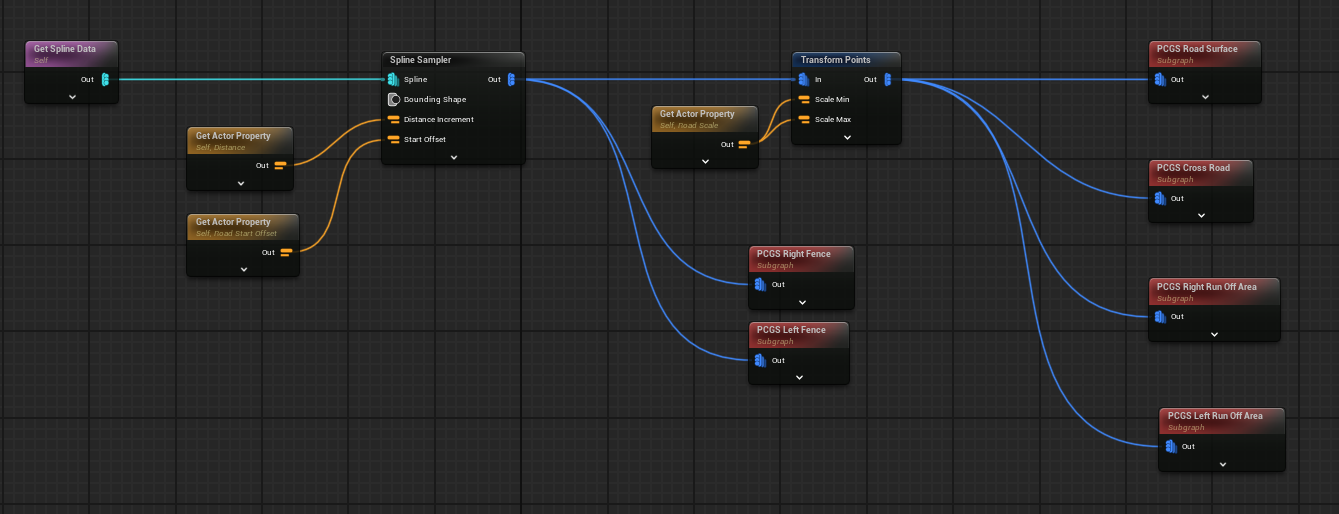 Get Spline Data
Self
Out
Get Actor Property
Self, Distance
Out
Get Actor Property
Self, Road Start Offset
Out
Spline Sampler
Spline
Out
Bounding Shape
Distance Increment
Start Offset
Get Actor Property
Self, Road Scale
Out
Transform Points
In
Out
Scale Min
Scale Max
PCGS Right Fence
Subgraph
Out
PCGS Left Fence
Subgraph
Out
PCGS Road Surface
Subgraph
Out
PCGS Cross Road
Subgraph
Out
PCGS Right Run Off Area
Subgraph
Out
PCGS Left Run Off Area
Subgraph
Out